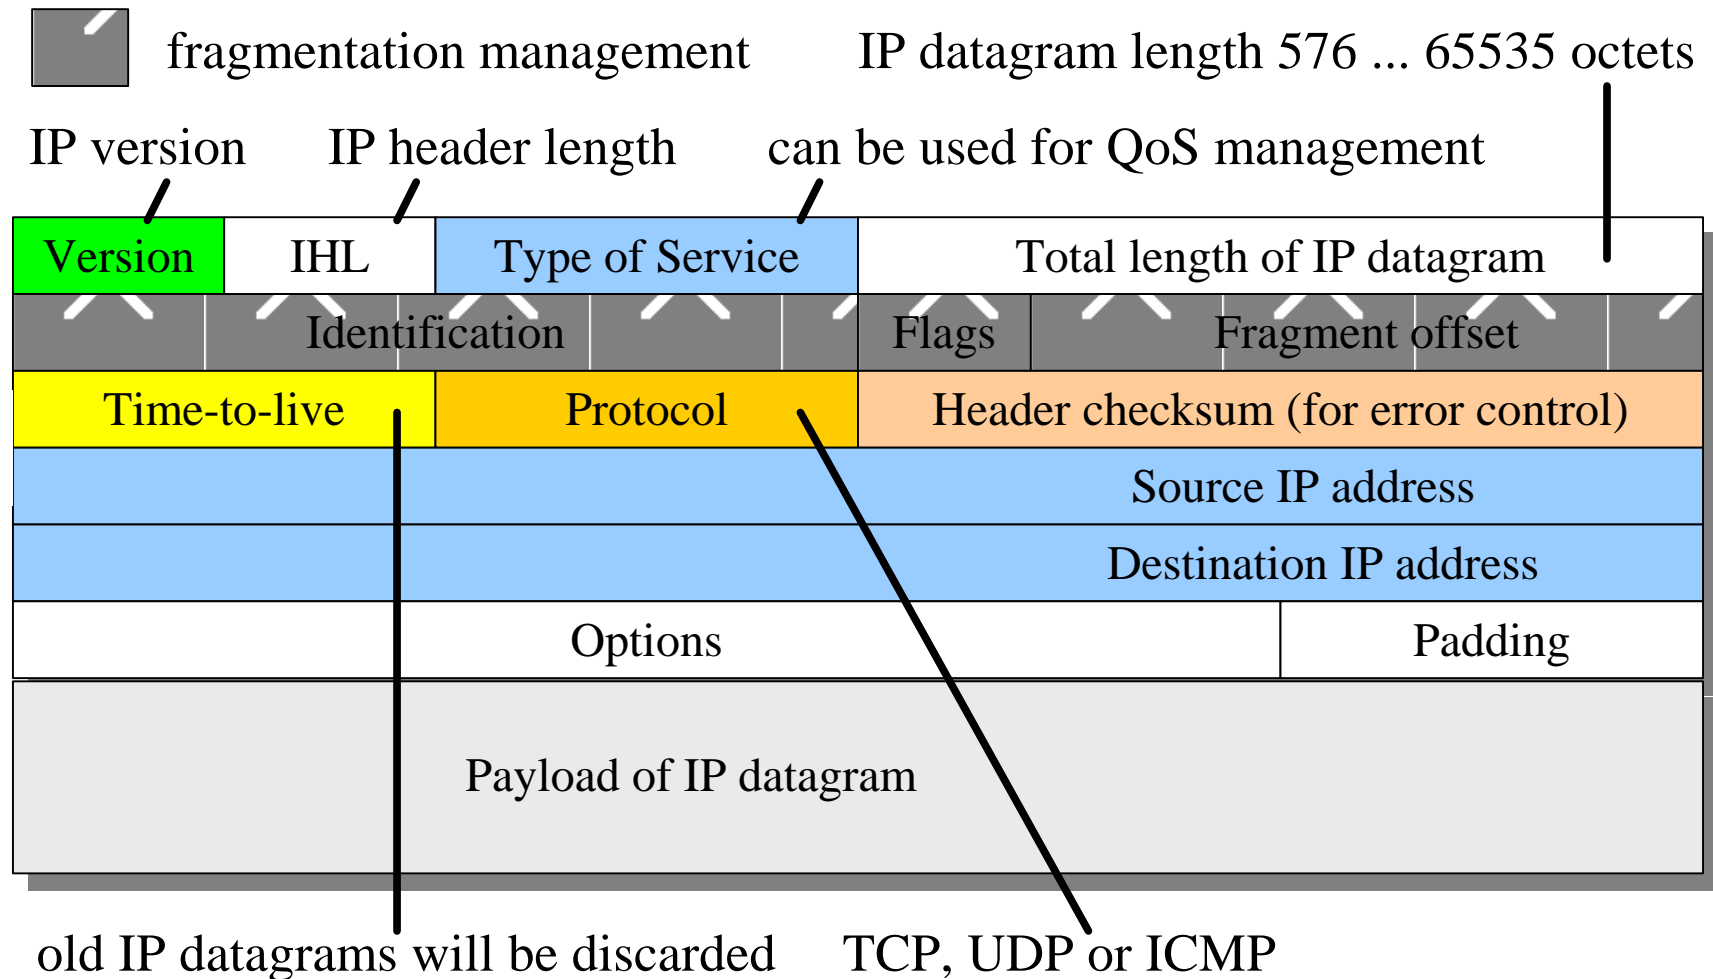 fragmentation management IP datagram length 576 ... 65535 octets
IP version IP header length can be used for QoS management
Version IHL Type of Service Total length of IP datagram
Identification Flags Fragment offset
Time-to-live Protocol Header checksum (for error control)
Source IP address
Destination IP address
Options Padding
Payload of IP datagram
old IP datagrams will be discarded TCP, UDP or ICMP